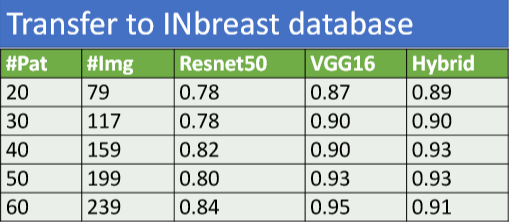 Transfer to INbreast database
#Pat #Img Resnet50 VGG16 Hybrid
20 79 0.78 0.87 0.89
30 117 0.78 0.90 0.90
40 159 0.82 0.90 0.93
50 199 0.80 0.93 0.93
60 239 0.84 0.95 0.91